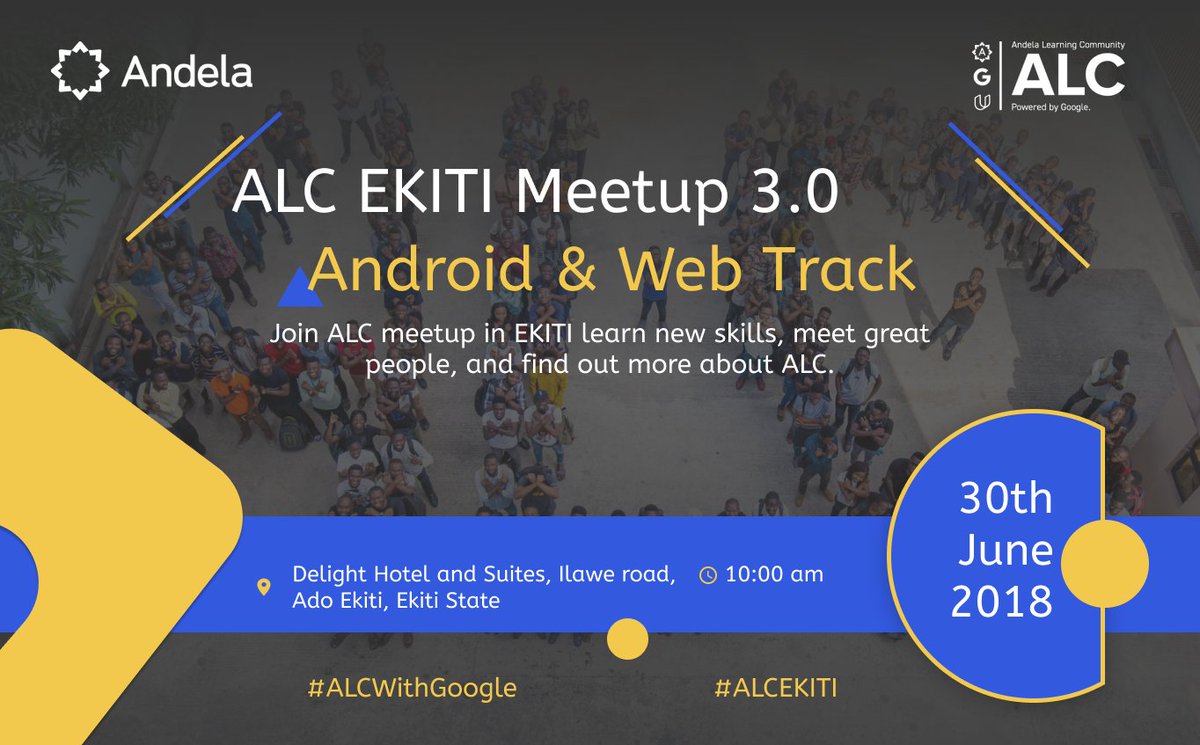 Andela
Andela Learning Community
A
G
U
ALC
Powered by Google.
ALC EKITI Meetup 3.0
Android & Web Track
Join ALC meetup in EKITI learn new skills, meet great
people, and find out more about ALC.
30th
June
2018
Delight Hotel and Suites, Ilawe road,
Ado Ekiti, Ekiti State
10:00 am
#ALCWithGoogle
#ALCEKITI